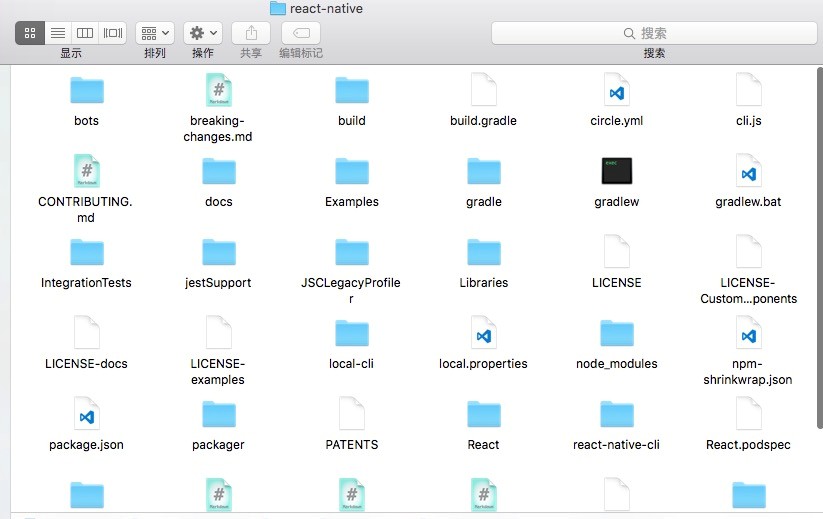 react-native
搜索
显示
排列
操作
共享
编辑标记
搜索
bots
breaking-
changes.md
build
build.gradle
circle.yml
cli.js
CONTRIBUTING.
md
docs
Examples
gradle
gradlew
gradlew.bat
IntegrationTests
jestSupport
JSCLegacyProfile
r
Libraries
LICENSE
LICENSE-
Custom...ponents
LICENSE-docs
LICENSE-
examples
local-cli
local.properties
node_modules
npm-
shrinkwrap.json
package.json
packager
PATENTS
React
react-native-cli
React.podspec